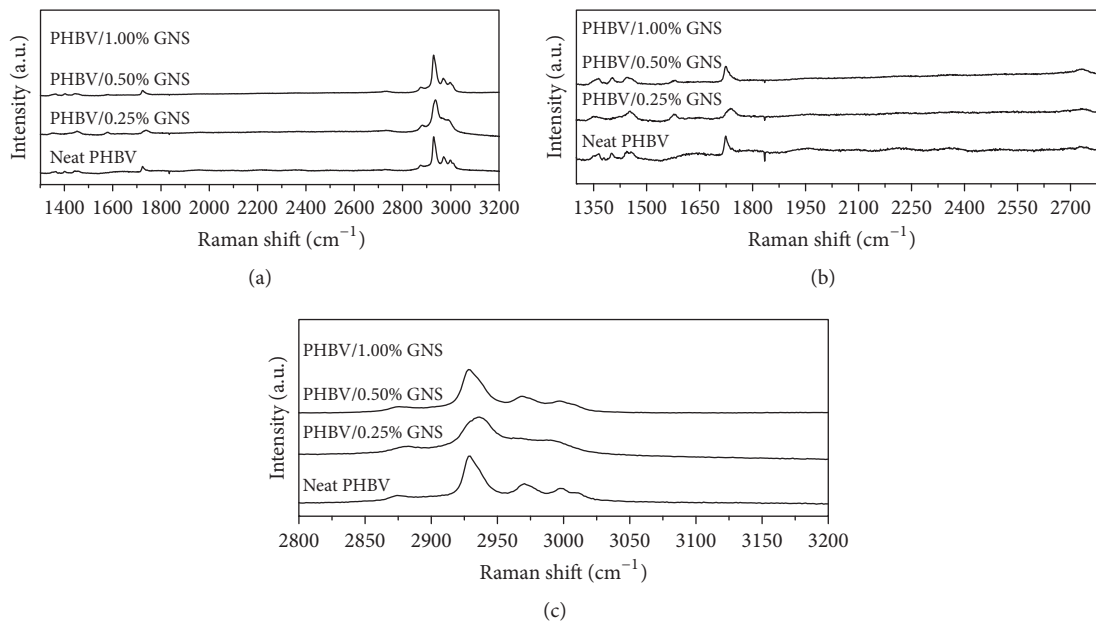 PHBV/1.00% GNS
PHBV/0.50% GNS
PHBV/0.25% GNS
Neat PHBV
Intensity (a.u.)
1400 1600 1800 2000 2200 2400 2600 2800 3000 3200
Raman shift (cm⁻¹)
(a)
PHBV/1.00% GNS
PHBV/0.50% GNS
PHBV/0.25% GNS
Neat PHBV
Intensity (a.u.)
1350 1500 1650 1800 1950 2100 2250 2400 2550 2700
Raman shift (cm⁻¹)
(b)
PHBV/1.00% GNS
PHBV/0.50% GNS
PHBV/0.25% GNS
Neat PHBV
Intensity (a.u.)
2800 2850 2900 2950 3000 3050 3100 3150 3200
Raman shift (cm⁻¹)
(c)